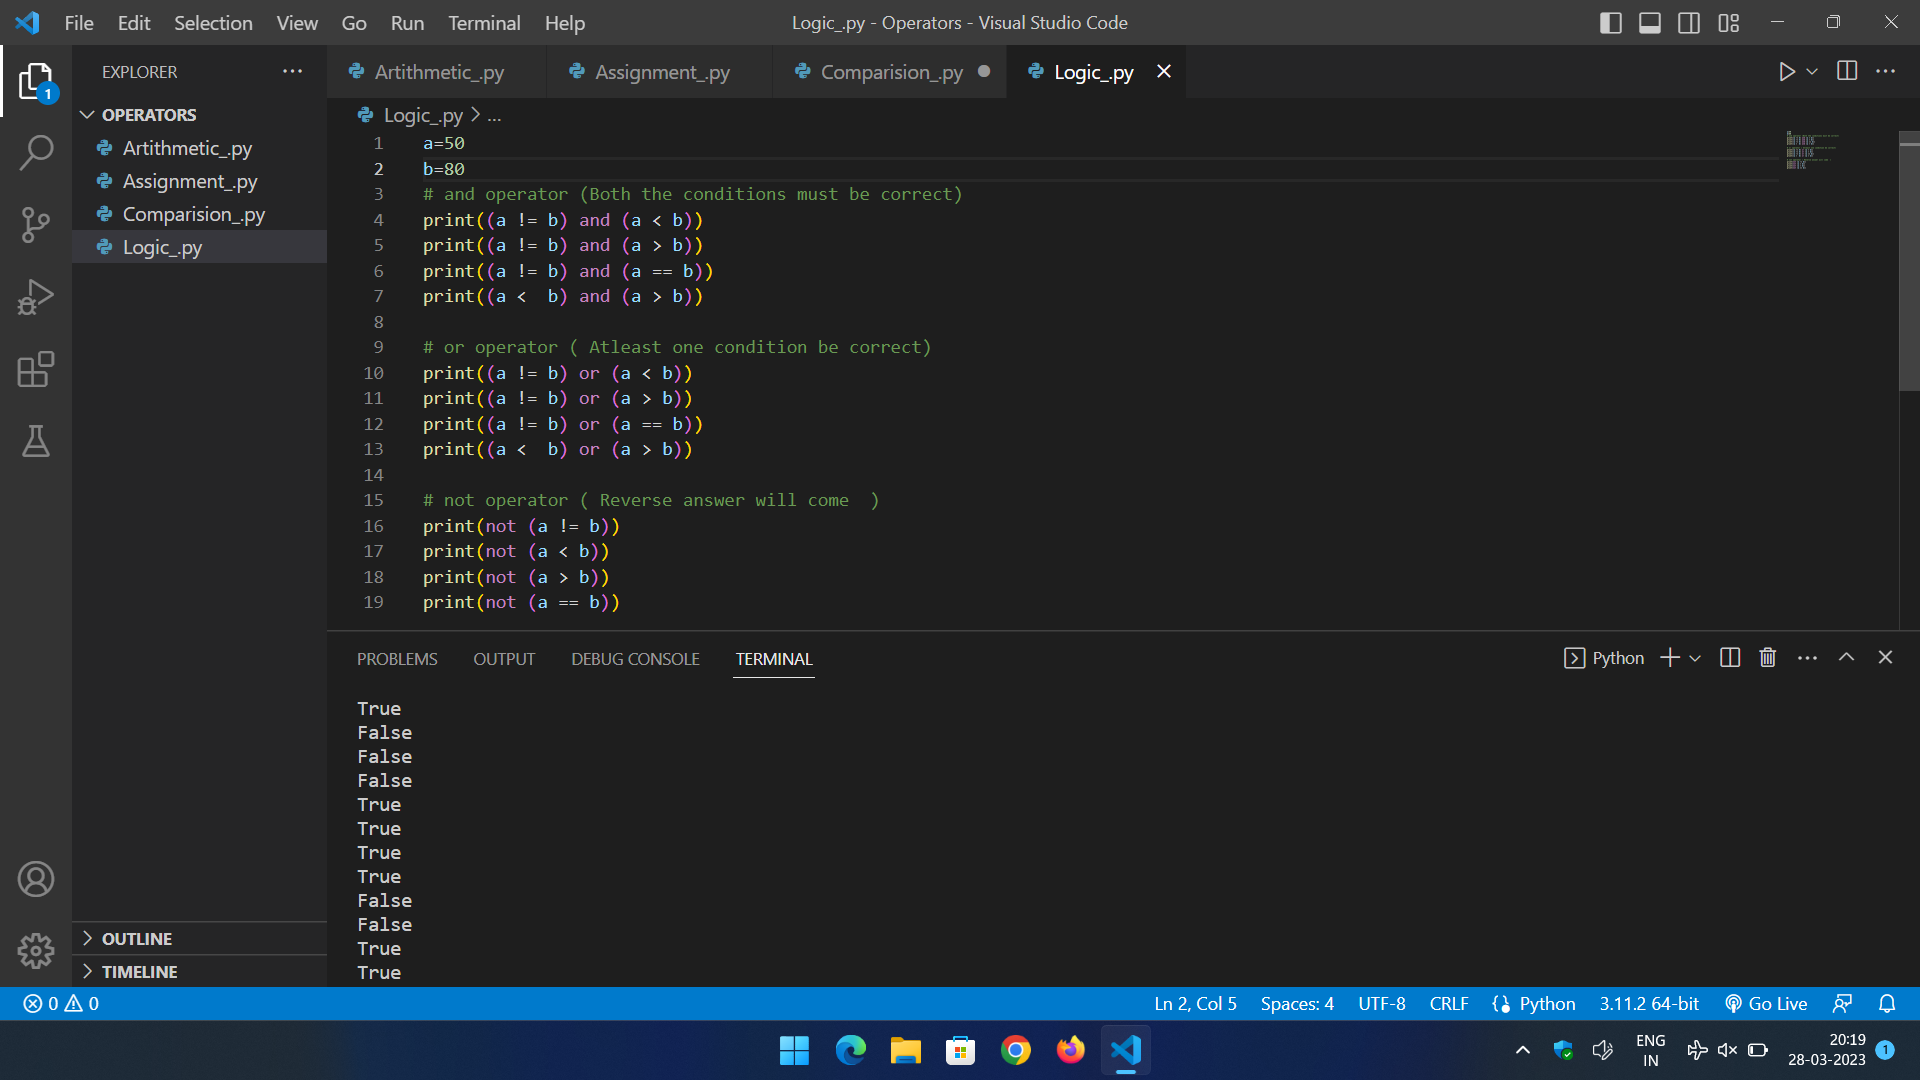 File Edit Selection View Go Run Terminal Help
Logic_.py - Operators - Visual Studio Code
EXPLORER
Artithmetic_.py
Assignment_.py
Comparision_.py
Logic_.py
1
OPERATORS
Artithmetic_.py
Assignment_.py
Comparision_.py
Logic_.py
OUTLINE
TIMELINE
Logic_.py > ...
1 a=50
2 b=80
3 # and operator (Both the conditions must be correct)
4 print((a != b) and (a < b))
5 print((a != b) and (a > b))
6 print((a != b) and (a == b))
7 print((a <  b) and (a > b))
8
9 # or operator ( Atleast one condition be correct)
10 print((a != b) or (a < b))
11 print((a != b) or (a > b))
12 print((a != b) or (a == b))
13 print((a <  b) or (a > b))
14
15 # not operator ( Reverse answer will come  )
16 print(not (a != b))
17 print(not (a < b))
18 print(not (a > b))
19 print(not (a == b))
PROBLEMS OUTPUT DEBUG CONSOLE TERMINAL
Python
True
False
False
False
True
True
True
True
False
False
True
True
0 0
Ln 2, Col 5 Spaces: 4 UTF-8 CRLF Python 3.11.2 64-bit Go Live
ENG
IN
20:19
28-03-2023
1